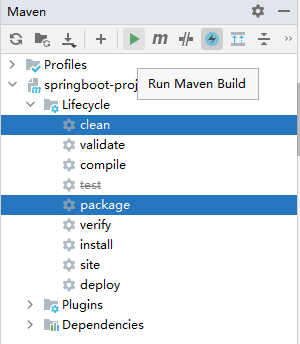 Maven
Profiles
springboot-proj
Run Maven Build
Lifecycle
clean
validate
compile
test
package
verify
install
site
deploy
Plugins
Dependencies